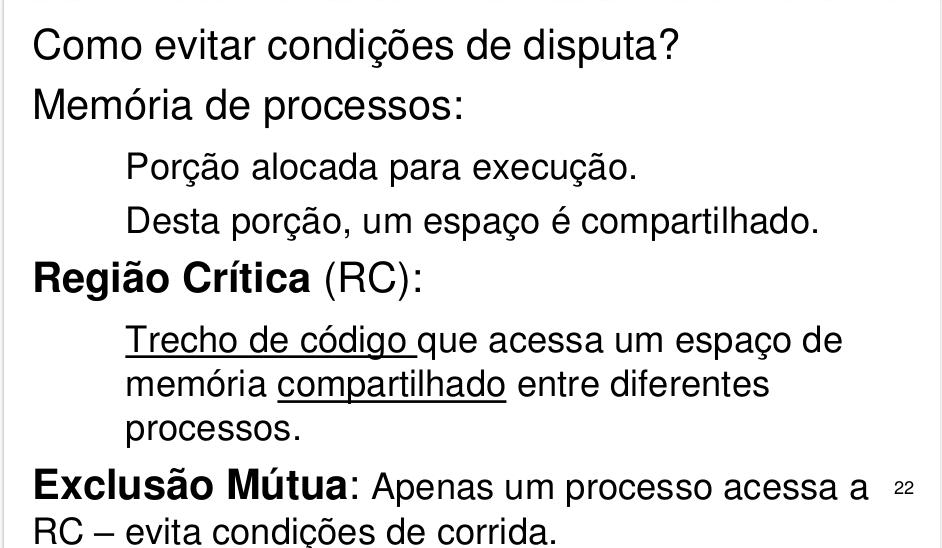 Como evitar condições de disputa?
Memória de processos:
Porção alocada para execução.
Desta porção, um espaço é compartilhado.
Região Crítica (RC):
Trecho de código que acessa um espaço de
memória compartilhado entre diferentes
processos.
Exclusão Mútua: Apenas um processo acessa a
22
RC – evita condições de corrida.